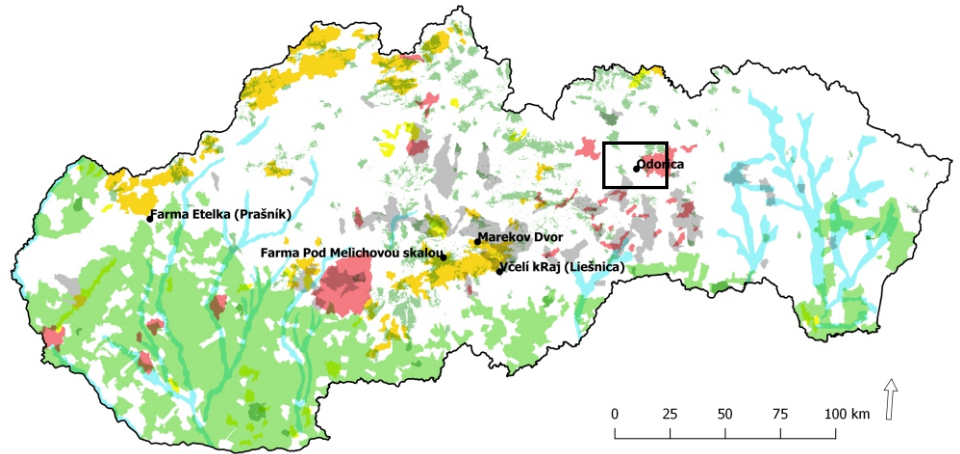 Odorica
Farma Etelka (Prašník)
Marekov Dvor
Farma Pod Melichovou skalou
Včelí kRaj (Liešnica)
0 25 50 75 100 km